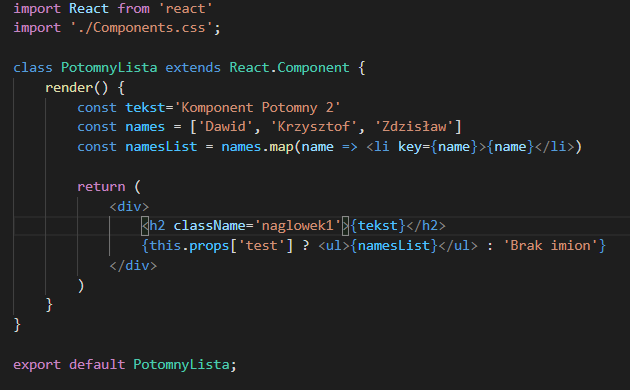 import React from 'react'
import './Components.css';
class PotomnyLista extends React.Component {
render() {
const tekst='Komponent Potomny 2'
const names = ['Dawid', 'Krzysztof', 'Zdzisław']
const namesList = names.map(name => <li key={name}>{name}</li>)
return (
<div>
<h2 className='naglowek1'>{tekst}</h2>
{this.props['test'] ? <ul>{namesList}</ul> : 'Brak imion'}
</div>
)
}
}
export default PotomnyLista;